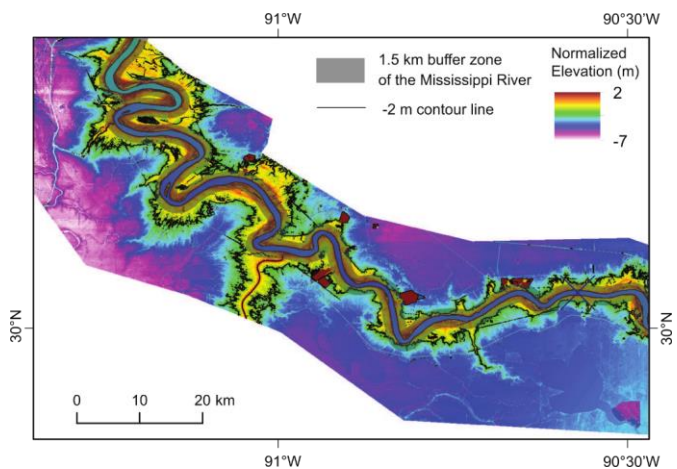 91°W
90°30'W
1.5 km buffer zone
of the Mississippi River
-2 m contour line
Normalized
Elevation (m)
2
-7
30°N
30°N
0
10
20 km
91°W
90°30'W